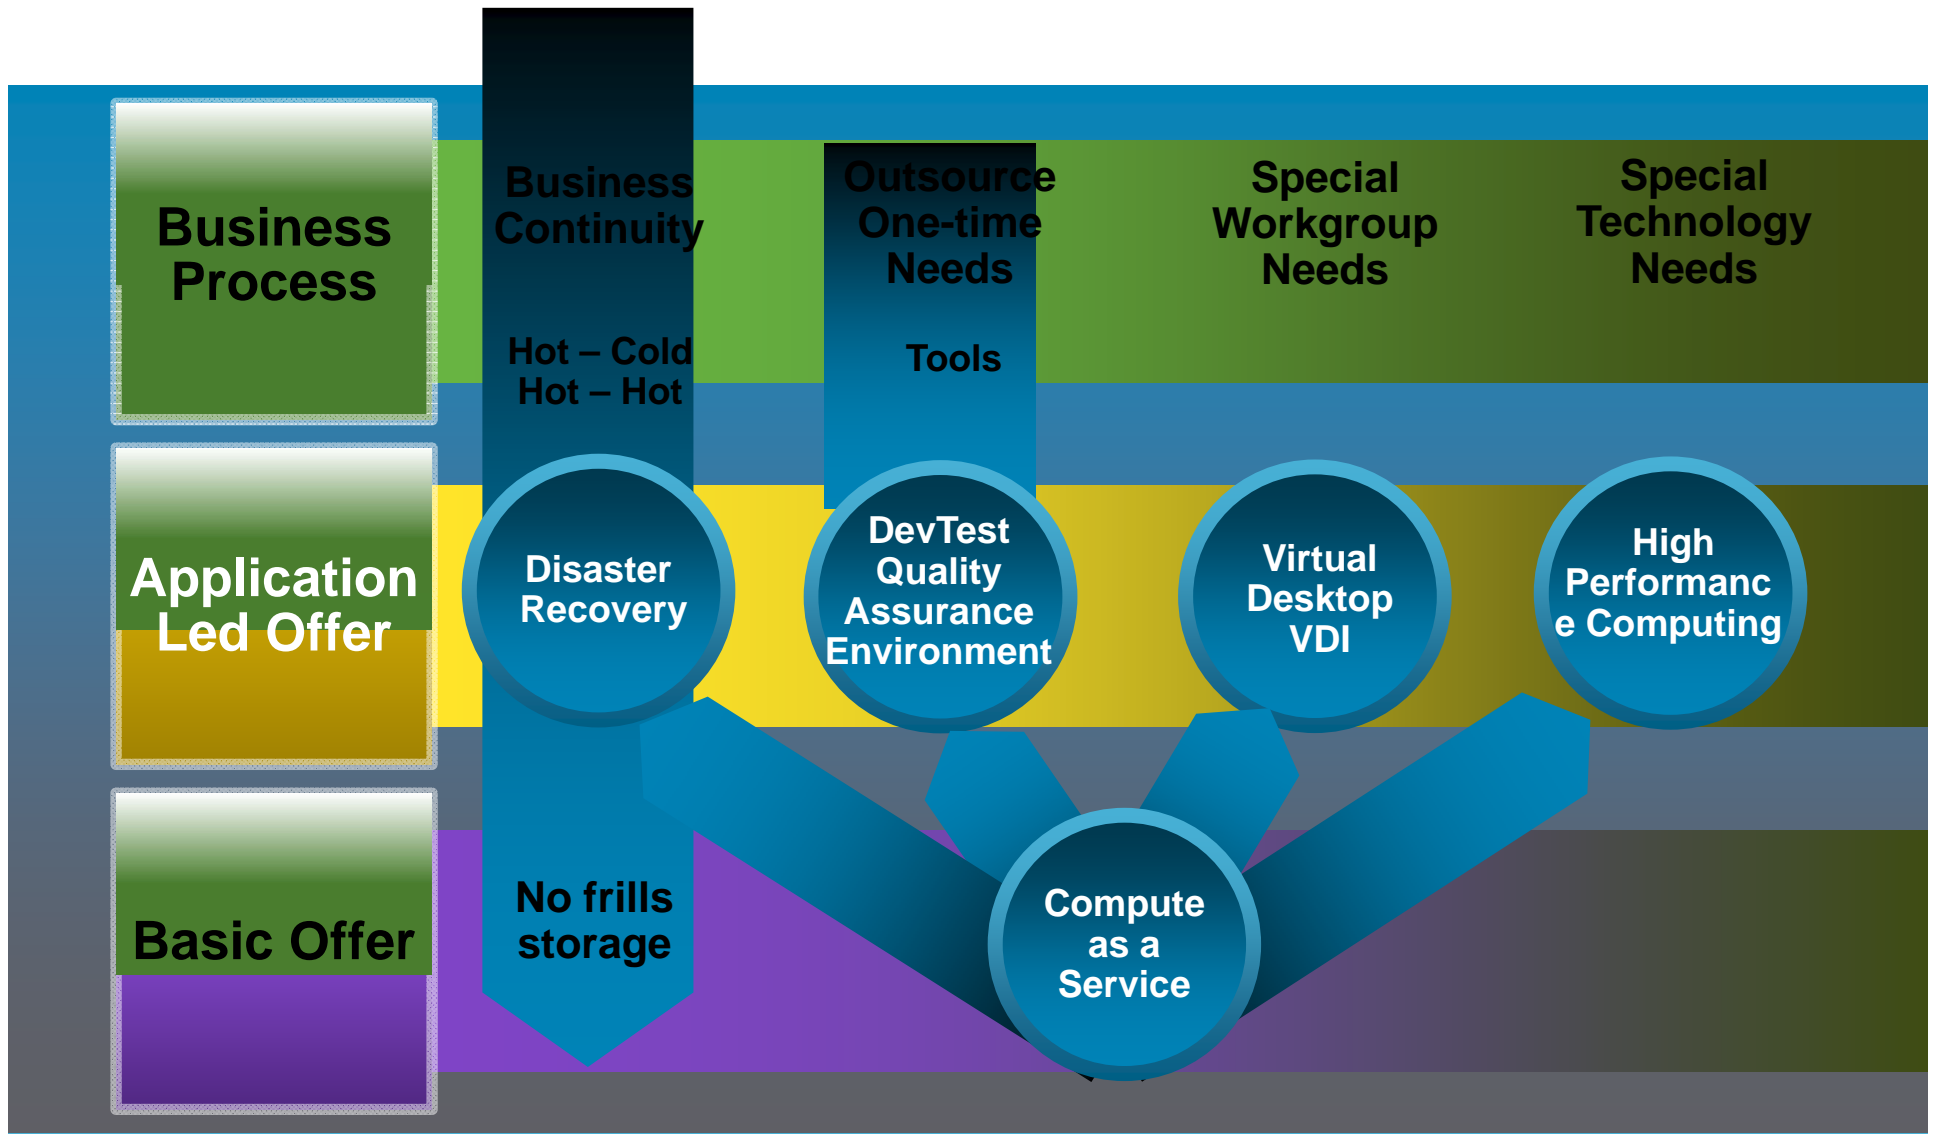 Business
Process
Business
Continuity
Hot – Cold
Hot – Hot
Outsource
One-time
Needs
Tools
Special
Workgroup
Needs
Special
Technology
Needs
Application
Led Offer
Disaster
Recovery
DevTest
Quality
Assurance
Environment
Virtual
Desktop
VDI
High
Performanc
e Computing
Basic Offer
No frills
storage
Compute
as a
Service